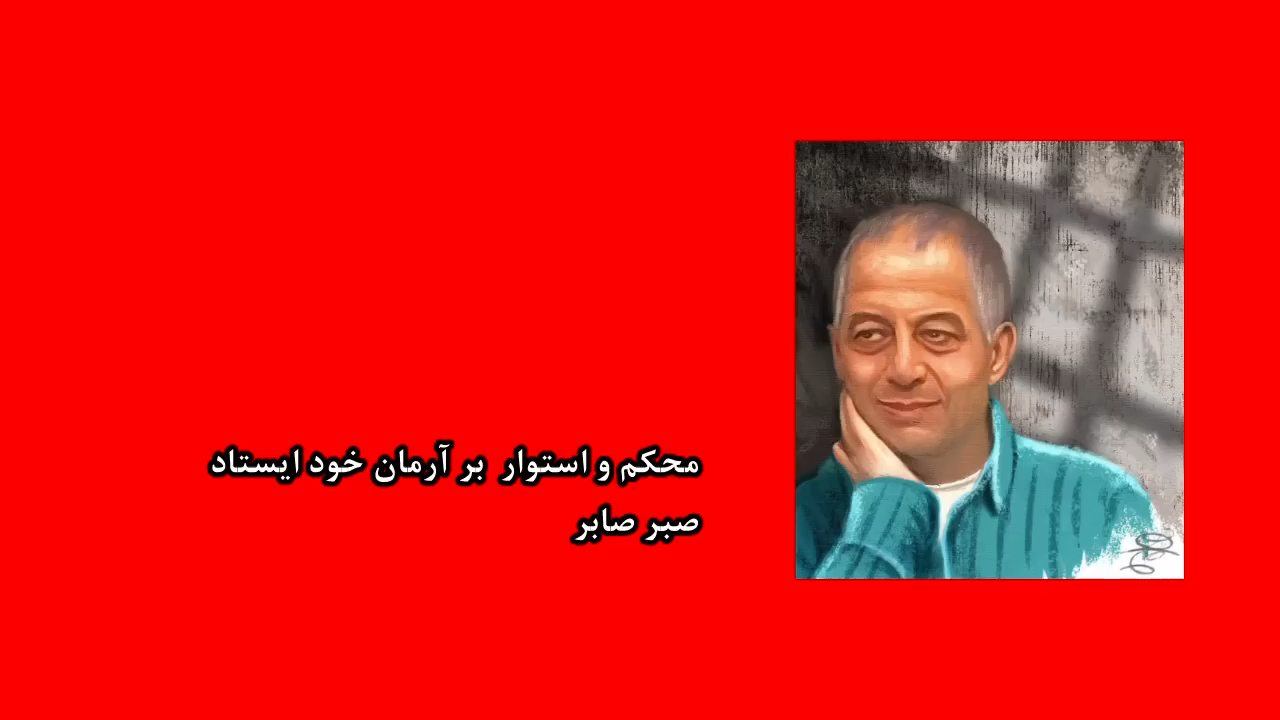 محکم و استوار بر آرمان خود ایستاد
صبر صابر